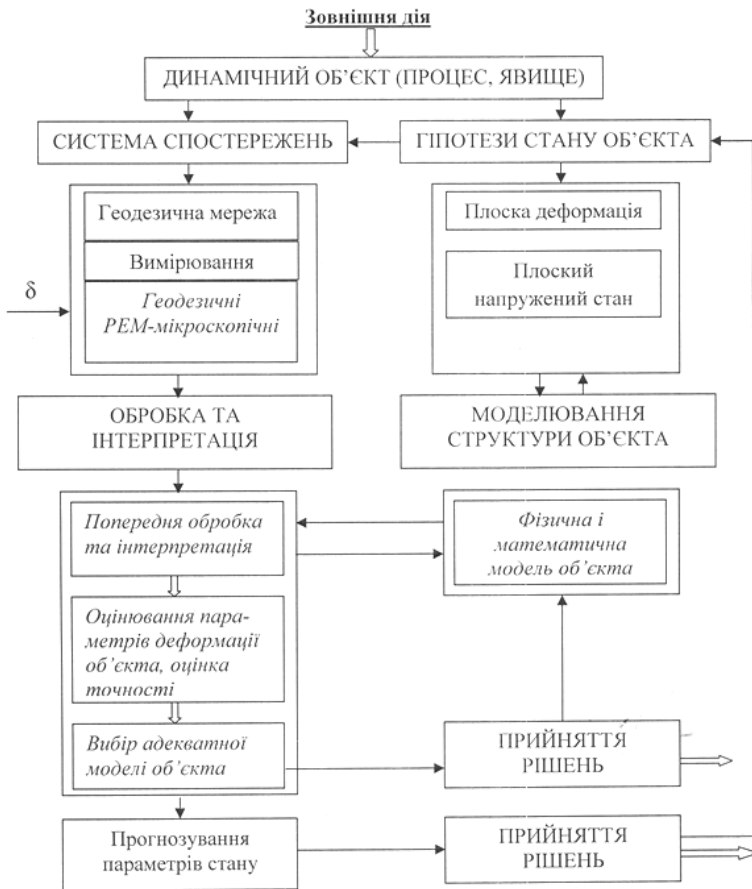 Зовнішня дія
ДИНАМІЧНИЙ ОБ’ЄКТ (ПРОЦЕС, ЯВИЩЕ)
СИСТЕМА СПОСТЕРЕЖЕНЬ
ГІПОТЕЗИ СТАНУ ОБ’ЄКТА
Геодезична мережа
Вимірювання
Геодезичні
РЕМ-мікроскопічні
δ
Плоска деформація
Плоский
напружений стан
ОБРОБКА ТА
ІНТЕРПРЕТАЦІЯ
МОДЕЛЮВАННЯ
СТРУКТУРИ ОБ’ЄКТА
Попередня обробка
та інтерпретація
Фізична і
математична
модель об’єкта
Оцінювання пара-
метрів деформації
об’єкта, оцінка
точності
Вибір адекватної
моделі об’єкта
ПРИЙНЯТТЯ
РІШЕНЬ
Прогнозування
параметрів стану
ПРИЙНЯТТЯ
РІШЕНЬ